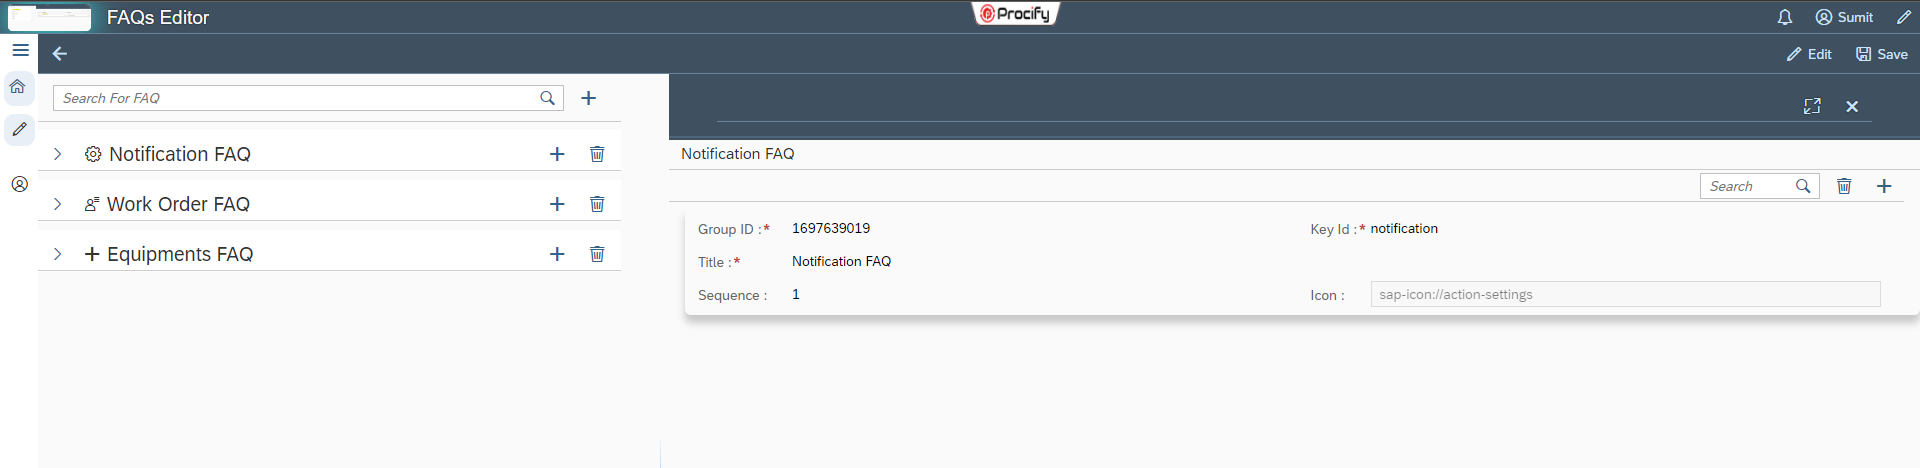 FAQs Editor
Procify
Sumit
Edit
Save
Search For FAQ
Notification FAQ
Work Order FAQ
Equipments FAQ
Notification FAQ
Search
Group ID :* 1697639019
Key Id :* notification
Title :* Notification FAQ
Sequence : 1
Icon : sap-icon://action-settings